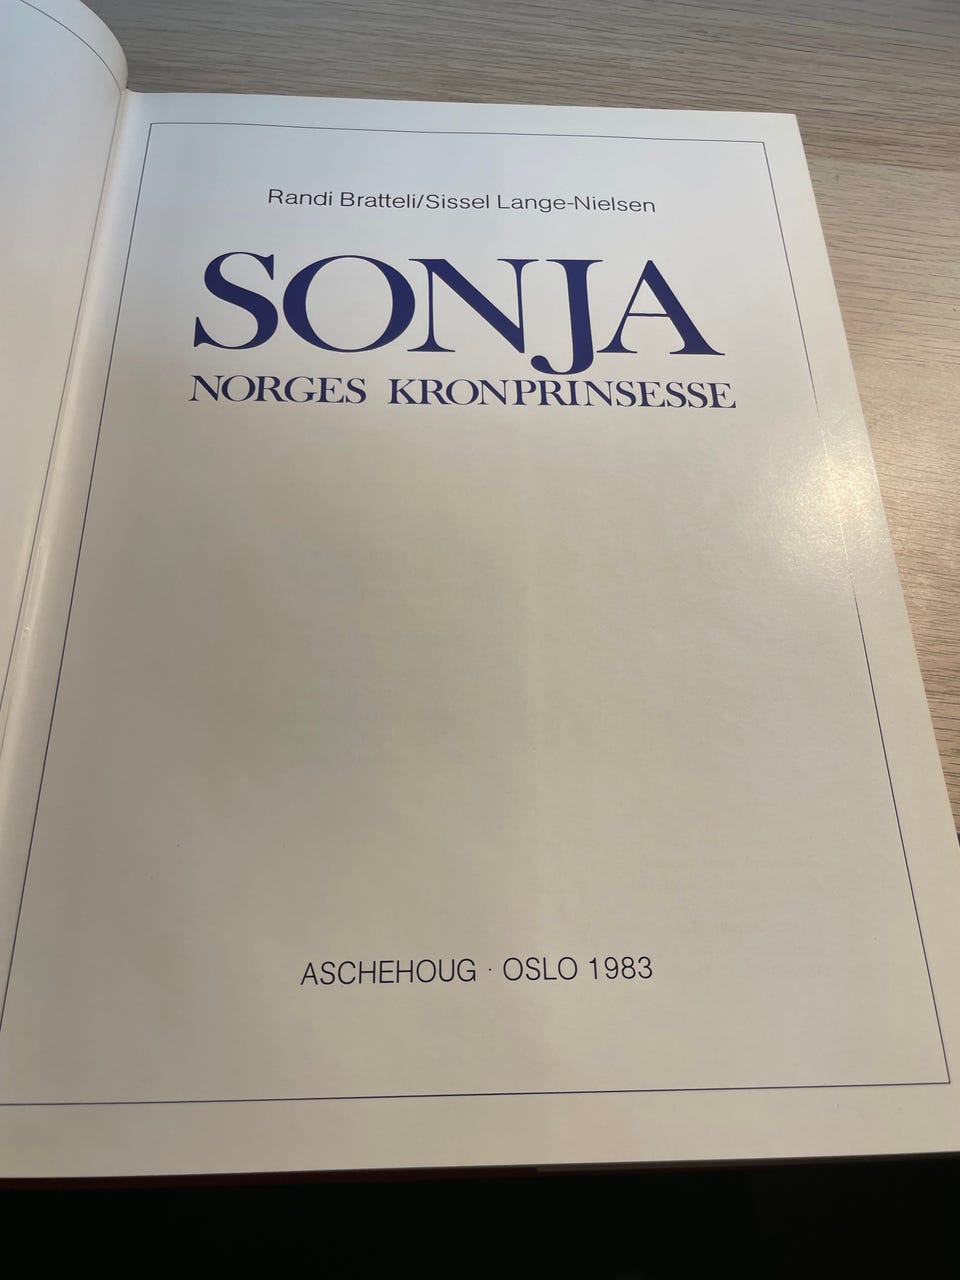 Randi Bratteli/Sissel Lange-Nielsen
SONJA
NORGES KRONPRINSESSE
ASCHEHOUG · OSLO 1983